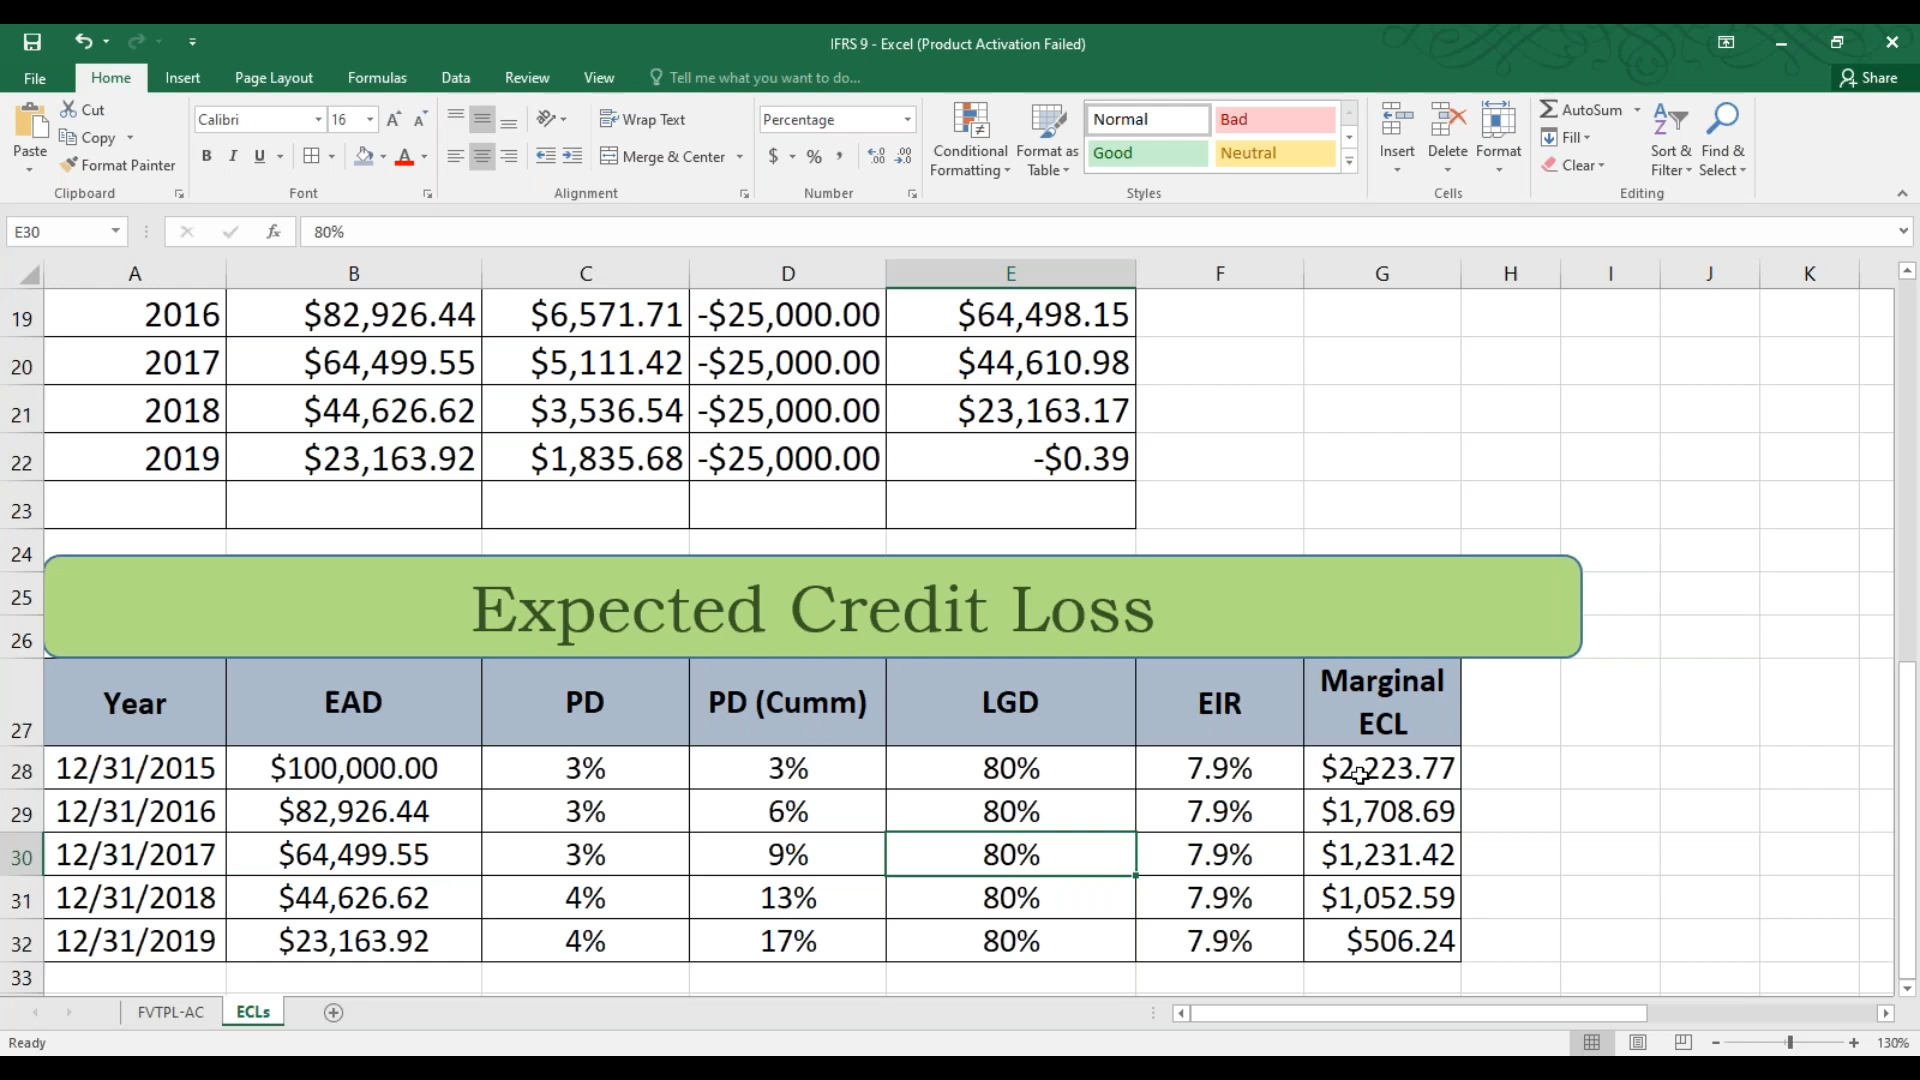 IFRS 9 - Excel (Product Activation Failed)
File Home Insert Page Layout Formulas Data Review View Tell me what you want to do... Share
Paste Cut Copy Format Painter Clipboard
Calibri 16 A A B I U A Font
Wrap Text Merge & Center Alignment
Percentage $ % , Number
Conditional Formatting Format as Table Normal Bad Good Neutral Styles
Insert Delete Format Cells
AutoSum Fill Clear Sort & Filter Find & Select Editing
E30 fx 80%
A B C D E F G H I J K
19 2016 $82,926.44 $6,571.71 -$25,000.00 $64,498.15
20 2017 $64,499.55 $5,111.42 -$25,000.00 $44,610.98
21 2018 $44,626.62 $3,536.54 -$25,000.00 $23,163.17
22 2019 $23,163.92 $1,835.68 -$25,000.00 -$0.39
23
24
25 Expected Credit Loss
26
27 Year EAD PD PD (Cumm) LGD EIR Marginal ECL
28 12/31/2015 $100,000.00 3% 3% 80% 7.9% $2,223.77
29 12/31/2016 $82,926.44 3% 6% 80% 7.9% $1,708.69
30 12/31/2017 $64,499.55 3% 9% 80% 7.9% $1,231.42
31 12/31/2018 $44,626.62 4% 13% 80% 7.9% $1,052.59
32 12/31/2019 $23,163.92 4% 17% 80% 7.9% $506.24
33
FVTPL-AC ECLs
Ready 130%